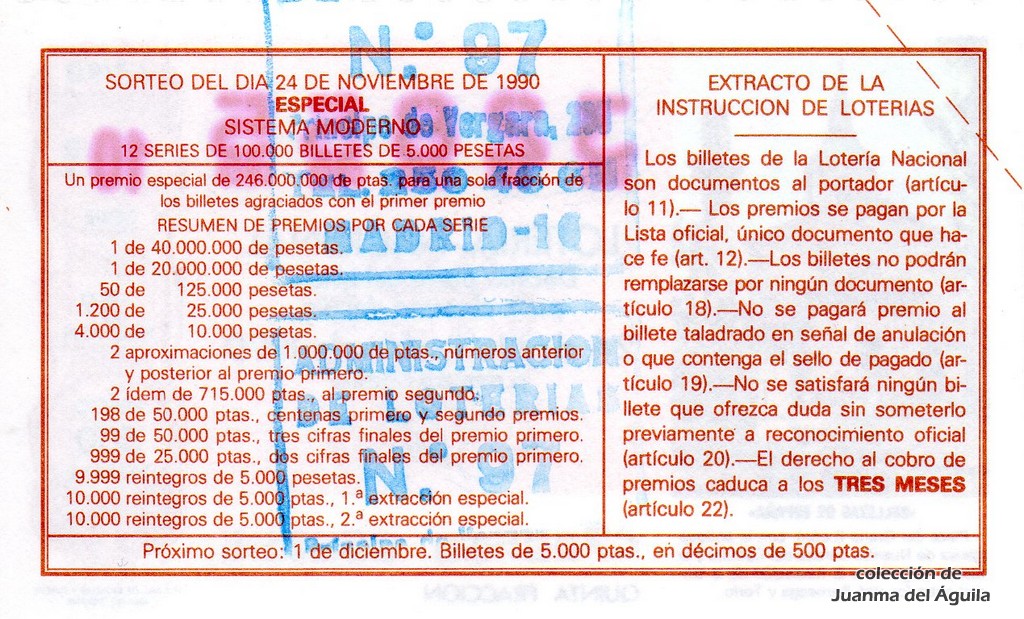 SORTEO DEL DIA 24 DE NOVIEMBRE DE 1990
ESPECIAL
SISTEMA MODERNO
12 SERIES DE 100.000 BILLETES DE 5.000 PESETAS
Un premio especial de 246.000.000 de ptas. para una sola fracción de
los billetes agraciados con el primer premio
RESUMEN DE PREMIOS POR CADA SERIE
1 de 40.000.000 de pesetas.
1 de 20.000.000 de pesetas.
50 de 125.000 pesetas.
1.200 de 25.000 pesetas.
4.000 de 10.000 pesetas.
2 aproximaciones de 1.000.000 de ptas., números anterior
y posterior al premio primero.
2 ídem de 715.000 ptas., al premio segundo.
198 de 50.000 ptas., centenas primero y segundo premios.
99 de 50.000 ptas., tres cifras finales del premio primero.
999 de 25.000 ptas., dos cifras finales del premio primero.
9.999 reintegros de 5.000 pesetas.
10.000 reintegros de 5.000 ptas., 1.ª extracción especial.
10.000 reintegros de 5.000 ptas., 2.ª extracción especial.
EXTRACTO DE LA
INSTRUCCION DE LOTERIAS
Los billetes de la Lotería Nacional
son documentos al portador (artícu-
lo 11).— Los premios se pagan por la
Lista oficial, único documento que ha-
ce fe (art. 12).—Los billetes no podrán
remplazarse por ningún documento (ar-
tículo 18).—No se pagará premio al
billete taladrado en señal de anulación
o que contenga el sello de pagado (ar-
tículo 19).—No se satisfará ningún bi-
llete que ofrezca duda sin someterlo
previamente a reconocimiento oficial
(artículo 20).—El derecho al cobro de
premios caduca a los TRES MESES
(artículo 22).
Próximo sorteo: 1 de diciembre. Billetes de 5.000 ptas., en décimos de 500 ptas.
N.º 97
Príncipe de Vergara,
MADRID-16
ADMINISTRACION
DE LOTERIAS
N.º 97
colección de
Juanma del Águila